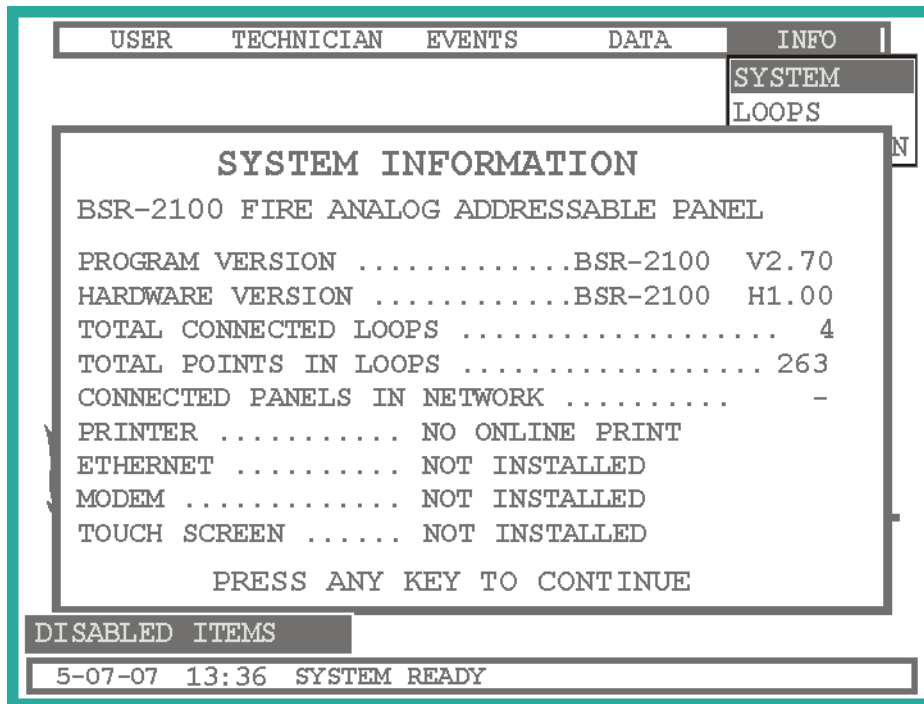 USER TECHNICIAN EVENTS DATA INFO
SYSTEM
LOOPS
N
SYSTEM INFORMATION
BSR-2100 FIRE ANALOG ADDRESSABLE PANEL
PROGRAM VERSION .............BSR-2100 V2.70
HARDWARE VERSION ............BSR-2100 H1.00
TOTAL CONNECTED LOOPS ................... 4
TOTAL POINTS IN LOOPS .................. 263
CONNECTED PANELS IN NETWORK .......... -
PRINTER ........... NO ONLINE PRINT
ETHERNET .......... NOT INSTALLED
MODEM ............. NOT INSTALLED
TOUCH SCREEN ...... NOT INSTALLED
PRESS ANY KEY TO CONTINUE
DISABLED ITEMS
5-07-07 13:36 SYSTEM READY